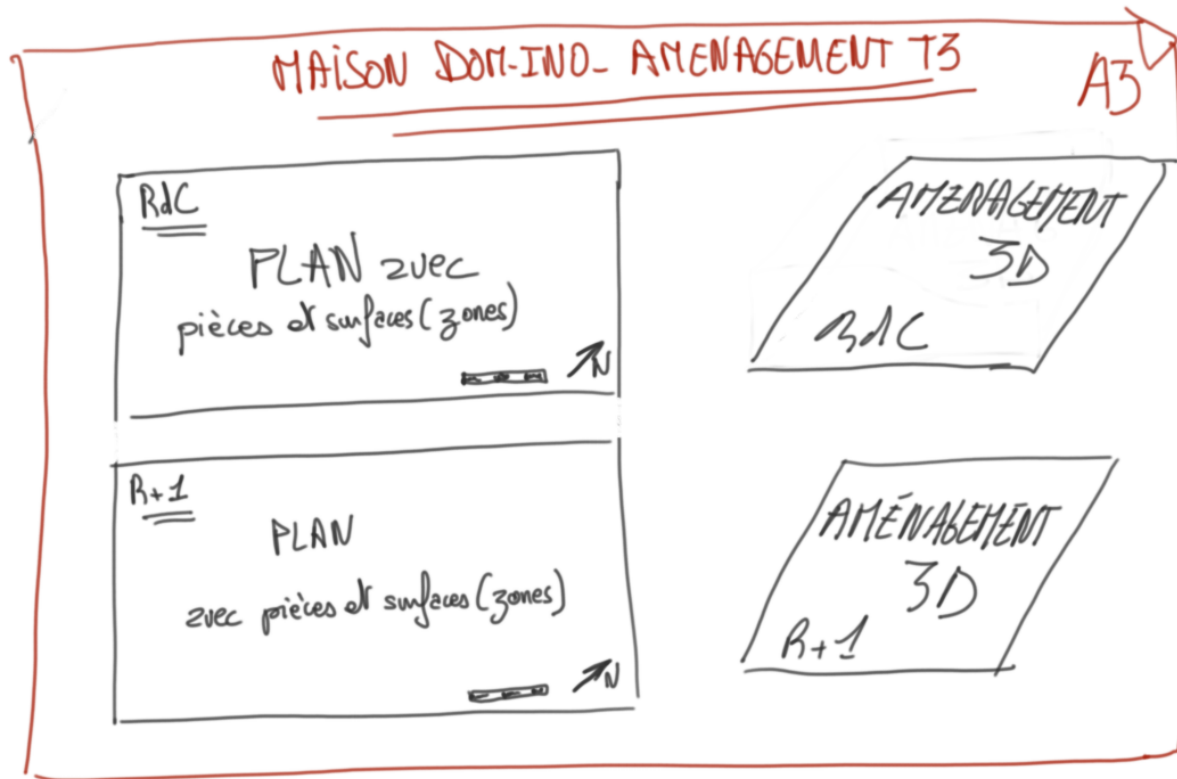 MAISON DOM-INO_ AMENAGEMENT T3
A3
RdC
PLAN avec
pièces et surfaces (zones)
N
AMENAGEMENT
3D
RdC
R+1
PLAN
avec pièces et surfaces (zones)
N
AMÉNAGEMENT
3D
R+1